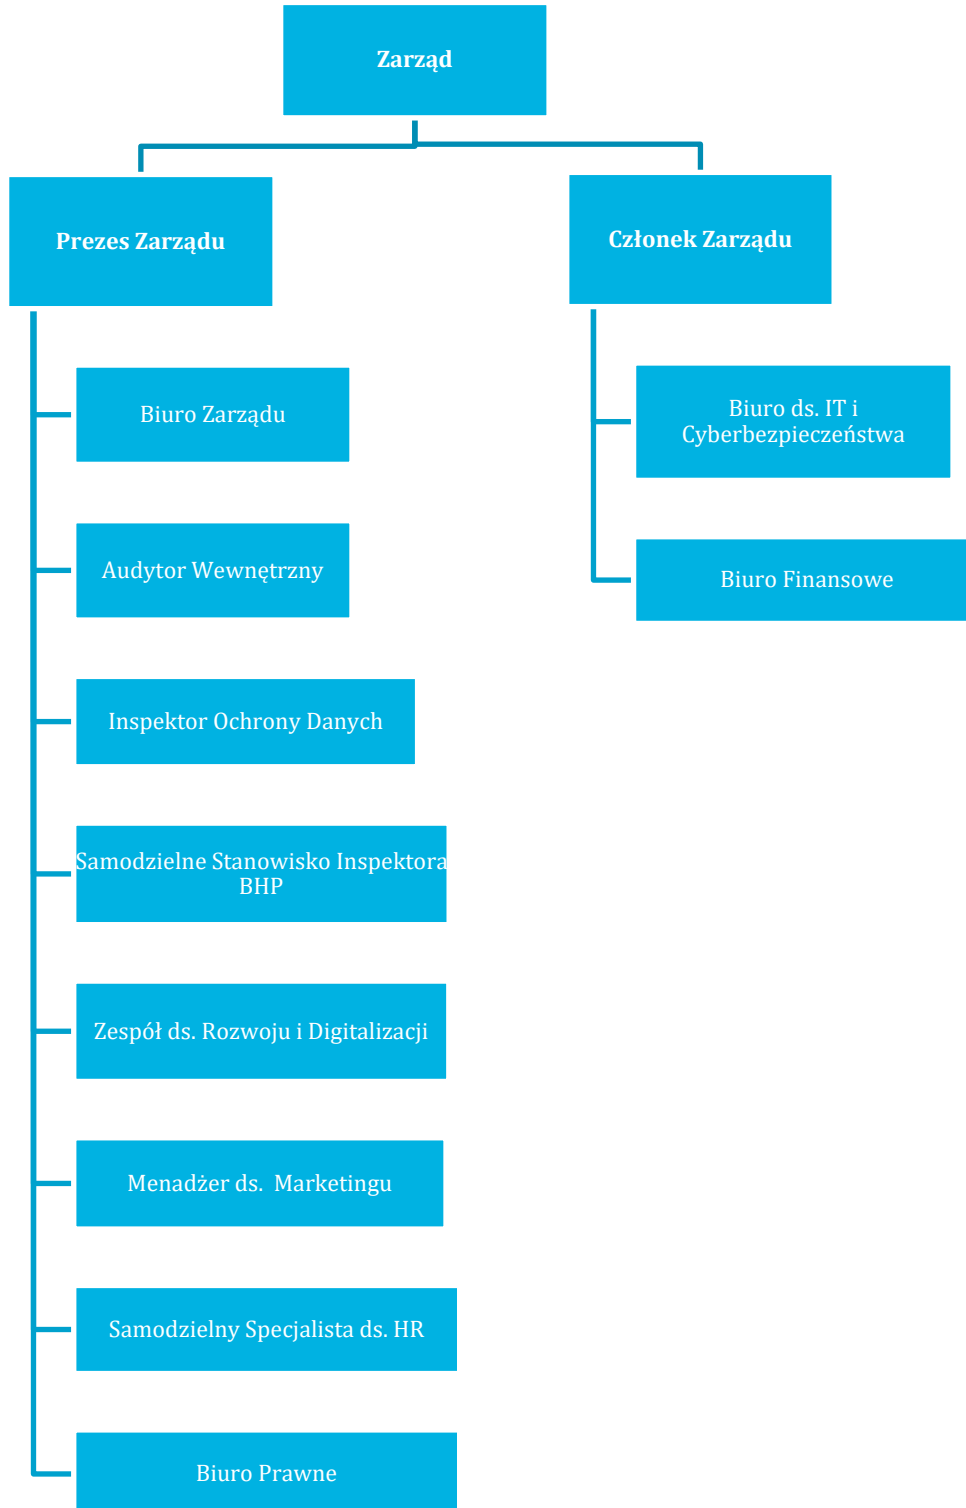 Zarząd
Prezes Zarządu
Członek Zarządu
Biuro Zarządu
Audytor Wewnętrzny
Inspektor Ochrony Danych
Samodzielne Stanowisko Inspektora
BHP
Zespół ds. Rozwoju i Digitalizacji
Menadżer ds.  Marketingu
Samodzielny Specjalista ds. HR
Biuro Prawne
Biuro ds. IT i
Cyberbezpieczeństwa
Biuro Finansowe